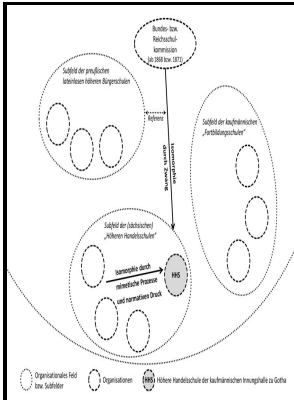 Bundes- bzw.
Reichsschul-
kommission
(ab 1868 bzw. 1871)
Subfeld der preußischen
lateinlosen höheren Bürgerschulen
Referenz
Subfeld der kaufmännischen
„Fortbildungsschulen“
Isomorphie
durch Zwang
Subfeld der (sächsischen)
„Höheren Handelsschulen“
Isomorphie durch
mimetische Prozesse
und normativen Druck
HHS
Organisationales Feld
bzw. Subfelder
Organisationen
HHS
Höhere Handelsschule der kaufmännischen Innungshalle zu Gotha